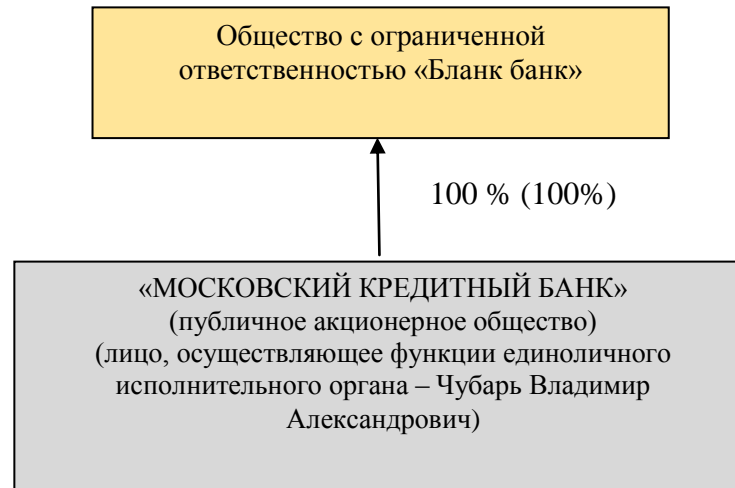 Общество с ограниченной
ответственностью «Бланк банк»
100 % (100%)
«МОСКОВСКИЙ КРЕДИТНЫЙ БАНК»
(публичное акционерное общество)
(лицо, осуществляющее функции единоличного
исполнительного органа – Чубарь Владимир
Александрович)